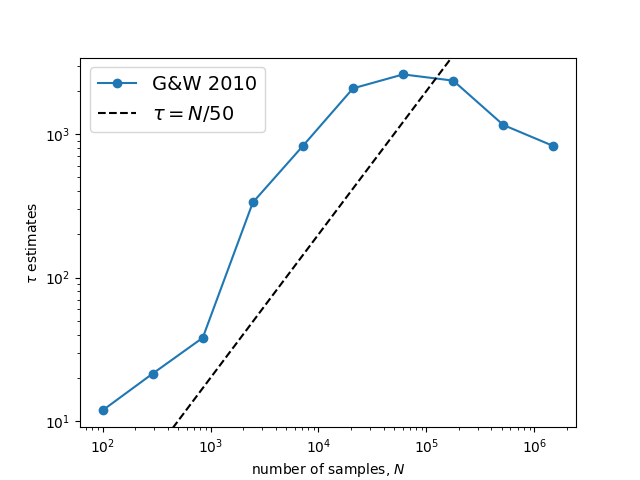 G&W 2010
τ = N/50
10³
10²
10¹
τ estimates
10² 10³ 10⁴ 10⁵ 10⁶
number of samples, N